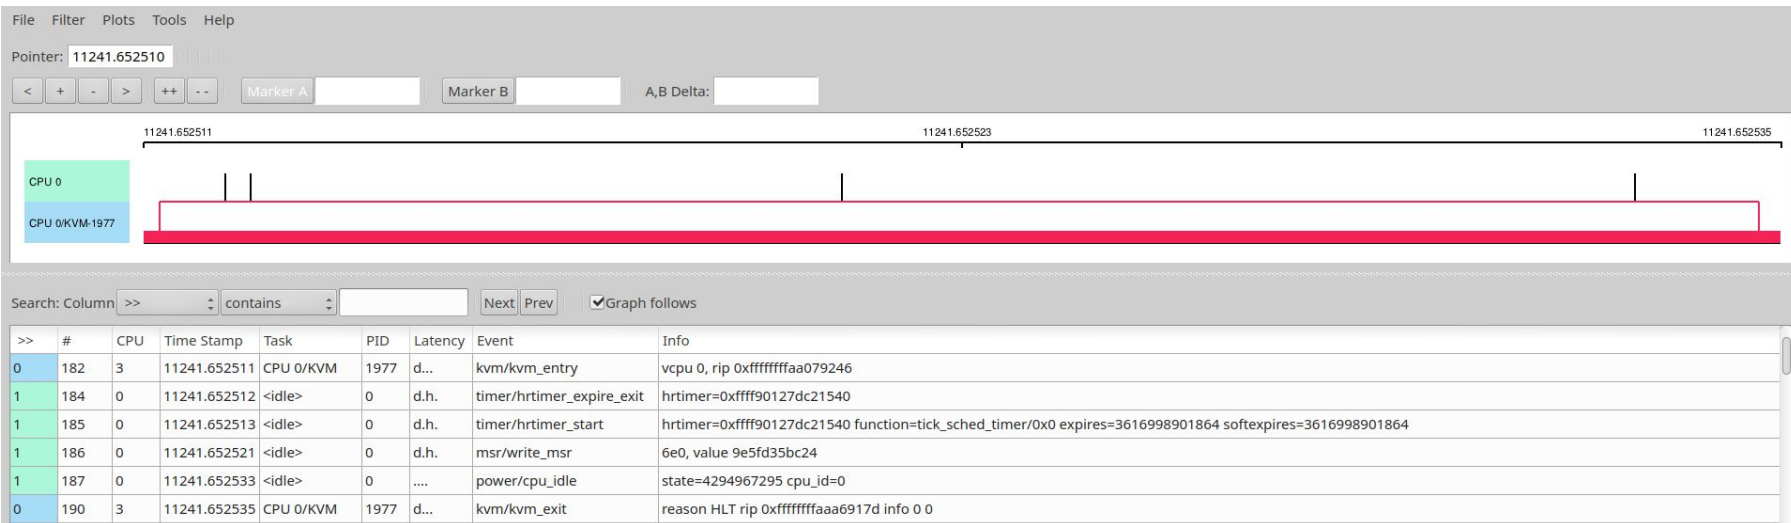 File Filter Plots Tools Help
Pointer: 11241.652510
< + - > ++ -- Marker A Marker B A,B Delta:
11241.652511 11241.652523 11241.652535
CPU 0
CPU 0/KVM-1977
Search: Column >> contains Next Prev Graph follows
>> # CPU Time Stamp Task PID Latency Event Info
0 182 3 11241.652511 CPU 0/KVM 1977 d... kvm/kvm_entry vcpu 0, rip 0xffffffffaa079246
1 184 0 11241.652512 <idle> 0 d.h. timer/hrtimer_expire_exit hrtimer=0xffff90127dc21540
1 185 0 11241.652513 <idle> 0 d.h. timer/hrtimer_start hrtimer=0xffff90127dc21540 function=tick_sched_timer/0x0 expires=3616998901864 softexpires=3616998901864
1 186 0 11241.652521 <idle> 0 d.h. msr/write_msr 6e0, value 9e5fd35bc24
1 187 0 11241.652533 <idle> 0 .... power/cpu_idle state=4294967295 cpu_id=0
0 190 3 11241.652535 CPU 0/KVM 1977 d... kvm/kvm_exit reason HLT rip 0xffffffffaaa6917d info 0 0